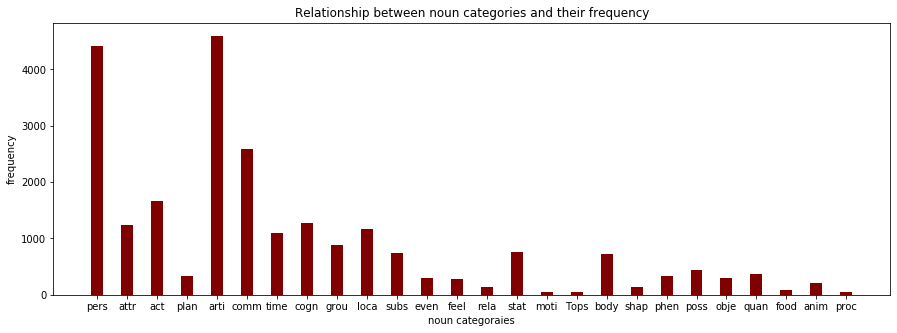 Relationship between noun categories and their frequency
frequency
4000
3000
2000
1000
0
pers attr act plan arti comm time cogn grou loca subs even feel rela stat moti Tops body shap phen poss obje quan food anim proc
noun categoraies